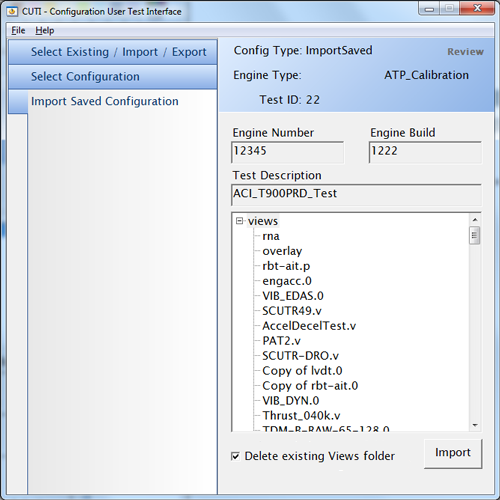 CUTI - Configuration User Test Interface
File Help
Select Existing / Import / Export
Select Configuration
Import Saved Configuration
Config Type: ImportSaved Review
Engine Type: ATP_Calibration
Test ID: 22
Engine Number Engine Build
12345 1222
Test Description
ACI_T900PRD_Test
views
rna
overlay
rbt-ait.p
engacc.0
VIB_EDAS.0
SCUTR49.v
AccelDecelTest.v
PAT2.v
SCUTR-DRO.v
Copy of lvdt.0
Copy of rbt-ait.0
VIB_DYN.0
Thrust_040k.v
TDM-B-RAW-65-128.0
Delete existing Views folder Import